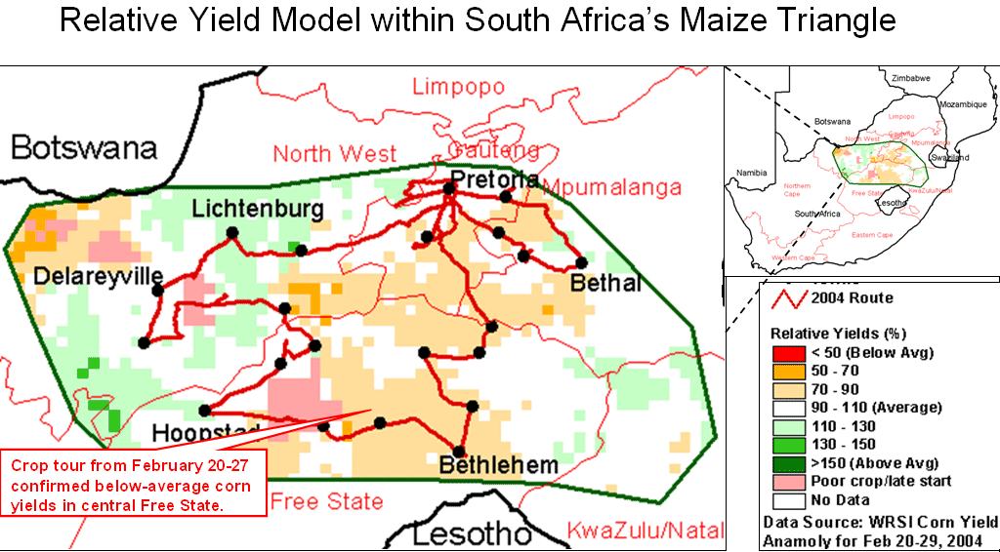 Relative Yield Model within South Africa's Maize Triangle
Limpopo
Botswana
North West
Gauteng
Pretoria
Mpumalanga
Lichtenburg
Delareyville
Bethal
Hoopstad
Bethlehem
Crop tour from February 20-27
confirmed below-average corn
yields in central Free State.
Free State
Lesotho
KwaZulu/Natal
Zimbabwe
Mozambique
Botswana
Limpopo
North West
Gauteng
Mpumalanga
Swaziland
Namibia
Northern
Cape
Free State
KwaZulu/Natal
Lesotho
South Africa
Eastern Cape
Western Cape
2004 Route
Relative Yields (%)
< 50 (Below Avg)
50 - 70
70 - 90
90 - 110 (Average)
110 - 130
130 - 150
>150 (Above Avg)
Poor crop/late start
No Data
Data Source: WRSI Corn Yield
Anamoly for Feb 20-29, 2004